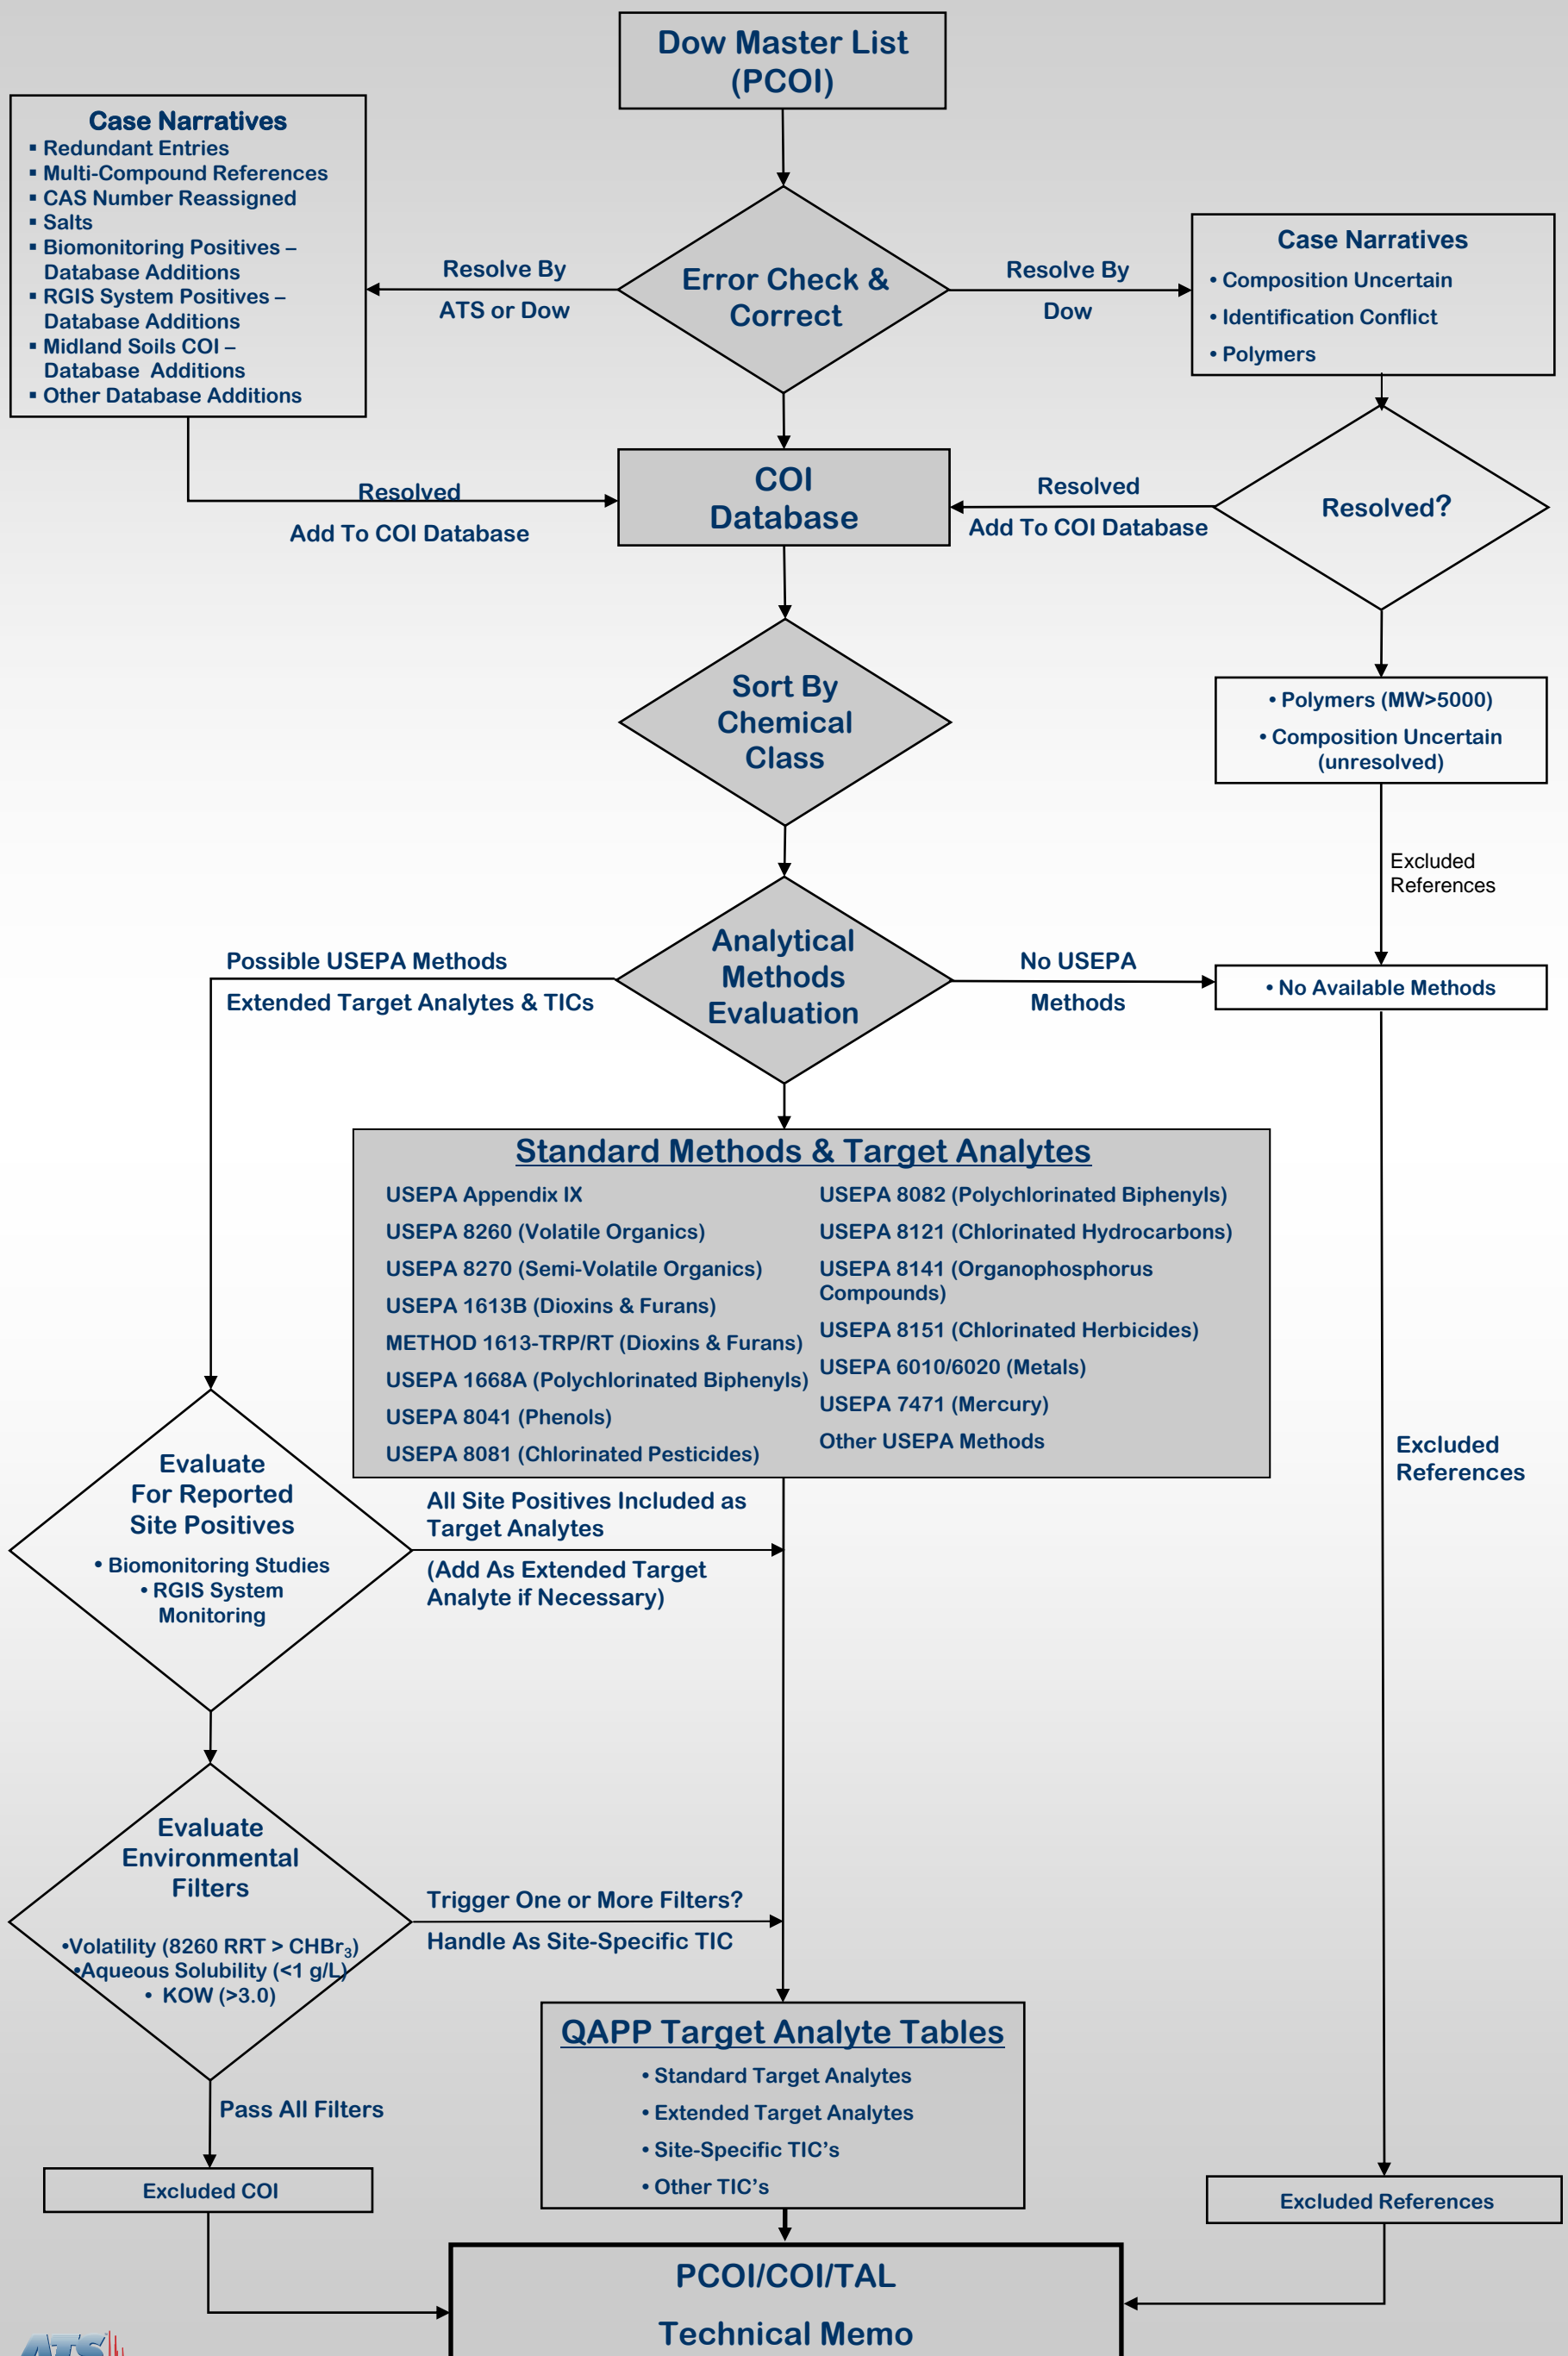 Dow Master List
(PCOI)
Case Narratives
▪ Redundant Entries
▪ Multi-Compound References
▪ CAS Number Reassigned
▪ Salts
▪ Biomonitoring Positives –
Database Additions
▪ RGIS System Positives –
Database Additions
▪ Midland Soils COI –
Database Additions
▪ Other Database Additions
Resolve By
ATS or Dow
Error Check &
Correct
Resolve By
Dow
Case Narratives
• Composition Uncertain
• Identification Conflict
• Polymers
Resolved
Add To COI Database
COI
Database
Resolved
Add To COI Database
Resolved?
Sort By
Chemical
Class
• Polymers (MW>5000)
• Composition Uncertain
(unresolved)
Excluded
References
Possible USEPA Methods
Extended Target Analytes & TICs
Analytical
Methods
Evaluation
No USEPA
Methods
• No Available Methods
Standard Methods & Target Analytes
USEPA Appendix IX
USEPA 8260 (Volatile Organics)
USEPA 8270 (Semi-Volatile Organics)
USEPA 1613B (Dioxins & Furans)
METHOD 1613-TRP/RT (Dioxins & Furans)
USEPA 1668A (Polychlorinated Biphenyls)
USEPA 8041 (Phenols)
USEPA 8081 (Chlorinated Pesticides)
USEPA 8082 (Polychlorinated Biphenyls)
USEPA 8121 (Chlorinated Hydrocarbons)
USEPA 8141 (Organophosphorus
Compounds)
USEPA 8151 (Chlorinated Herbicides)
USEPA 6010/6020 (Metals)
USEPA 7471 (Mercury)
Other USEPA Methods
Excluded
References
Evaluate
For Reported
Site Positives
• Biomonitoring Studies
• RGIS System
Monitoring
All Site Positives Included as
Target Analytes
(Add As Extended Target
Analyte if Necessary)
Evaluate
Environmental
Filters
•Volatility (8260 RRT > CHBr₃)
•Aqueous Solubility (<1 g/L)
• KOW (>3.0)
Trigger One or More Filters?
Handle As Site-Specific TIC
Pass All Filters
Excluded COI
QAPP Target Analyte Tables
• Standard Target Analytes
• Extended Target Analytes
• Site-Specific TIC's
• Other TIC's
Excluded References
PCOI/COI/TAL
Technical Memo
ATS